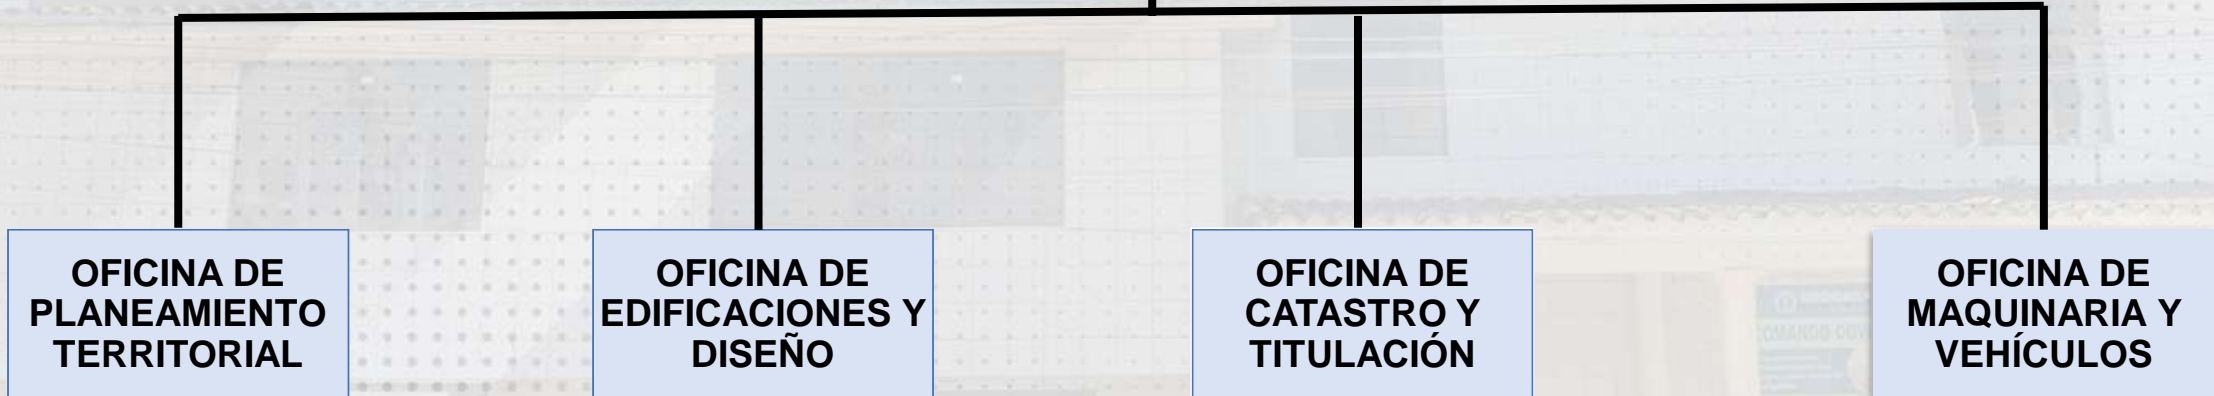 OFICINA DE
PLANEAMIENTO
TERRITORIAL
OFICINA DE
EDIFICACIONES Y
DISEÑO
OFICINA DE
CATASTRO Y
TITULACIÓN
OFICINA DE
MAQUINARIA Y
VEHÍCULOS